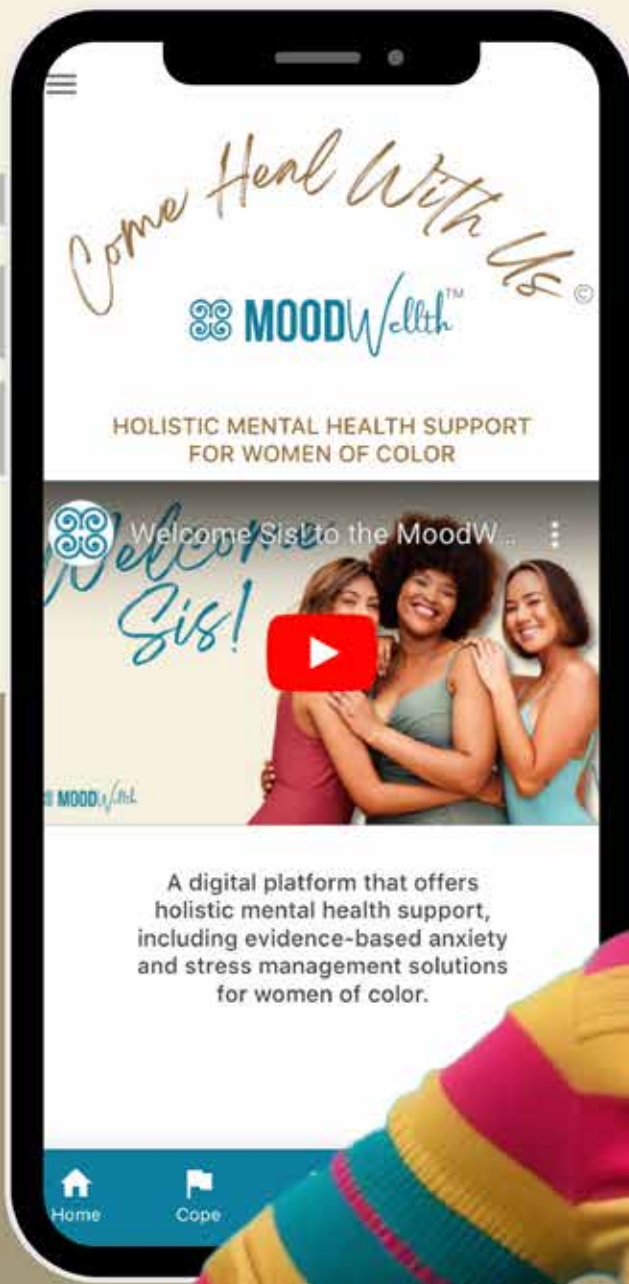 Come Heal With Us ©
MOODWellth™
HOLISTIC MENTAL HEALTH SUPPORT
FOR WOMEN OF COLOR
Welcome Sis! to the MoodW...
Welcome
Sis!
MOODWellth
A digital platform that offers
holistic mental health support,
including evidence-based anxiety
and stress management solutions
for women of color.
Home
Cope